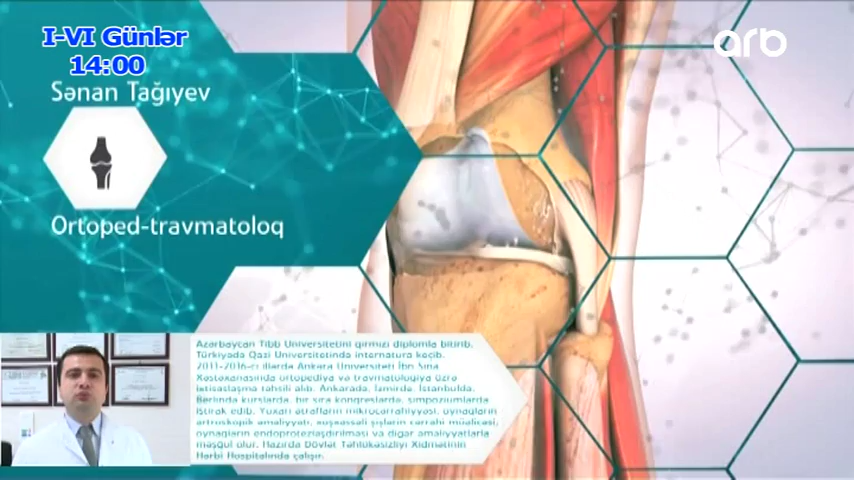 I-VI Günlər
14:00
arb
Sənan Tağıyev
Ortoped-travmatoloq
Azərbaycan Tibb Universitetini qırmızı diplomla bitirib.
Türkiyədə Qazi Universitetində internatura keçib.
2011-2016-cı illərdə Ankara Universiteti İbn Sina
Xəstəxanasında ortopediya və travmatologiya üzrə
ixtisaslaşma təhsili alıb. Ankarada, İzmirdə, İstanbulda,
Berlində kurslarda, bir sıra konqreslərdə, simpoziumlarda
iştirak edib. Yuxarı ətrafların mikrocərrahiyyəsi, oynaqların
artroskopik əməliyyatı, xoşxassəli şişlərin cərrahi müalicəsi,
oynaqların endoprotezləşdirilməsi və digər əməliyyatlarla
məşğul olur. Hazırda Dövlət Təhlükəsizliyi Xidmətinin
Hərbi Hospitalında çalışır.